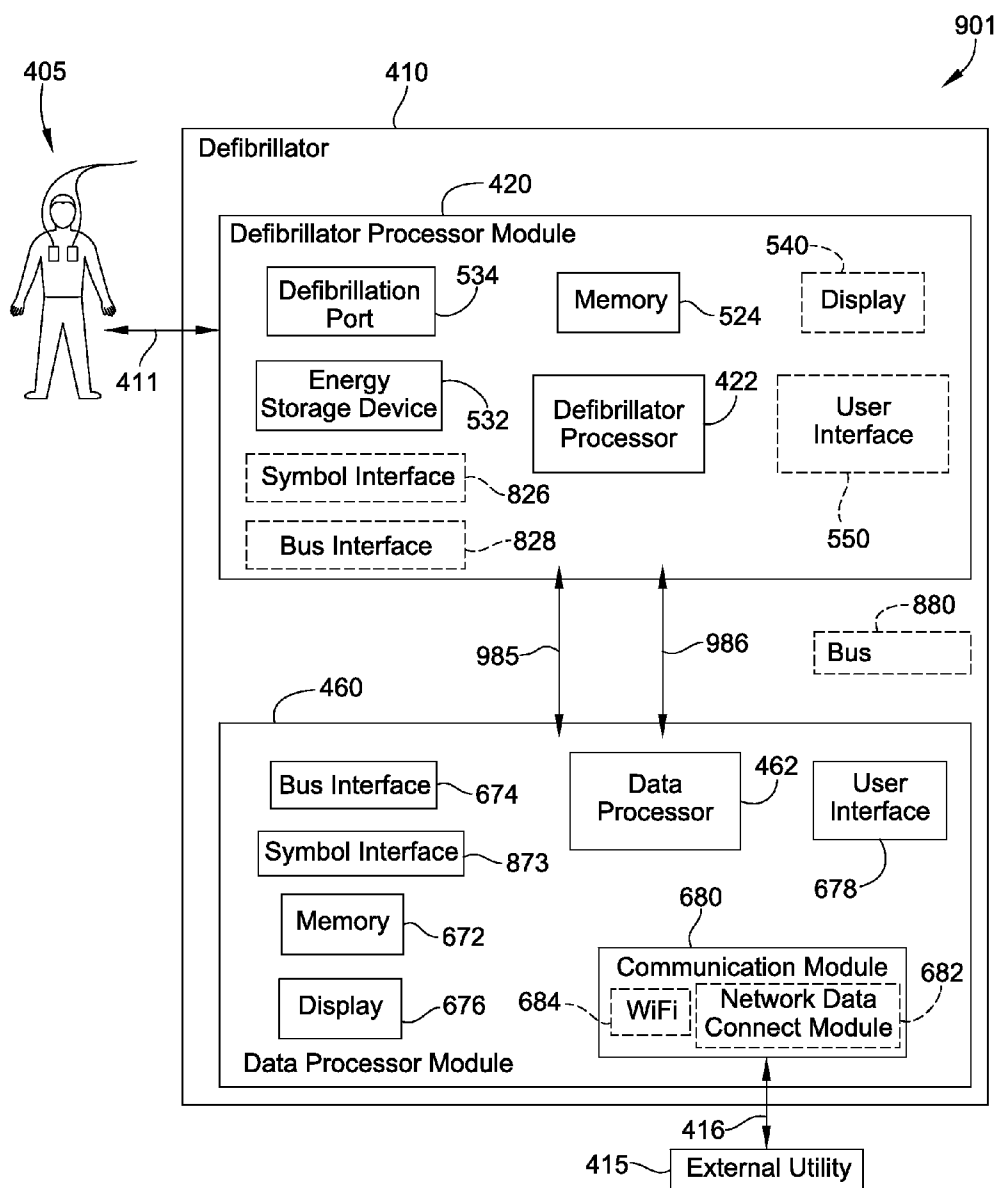 901
405
410
Defibrillator
420
Defibrillator Processor Module
534
Defibrillation
Port
Memory
524
540
Display
411
Energy
Storage Device
532
422
Defibrillator
Processor
User
Interface
550
Symbol Interface
826
Bus Interface
828
985
986
880
Bus
460
Bus Interface
674
Data
Processor
462
User
Interface
678
Symbol Interface
873
Memory
672
680
Communication Module
682
684
WiFi
Network Data
Connect Module
Display
676
Data Processor Module
416
415
External Utility